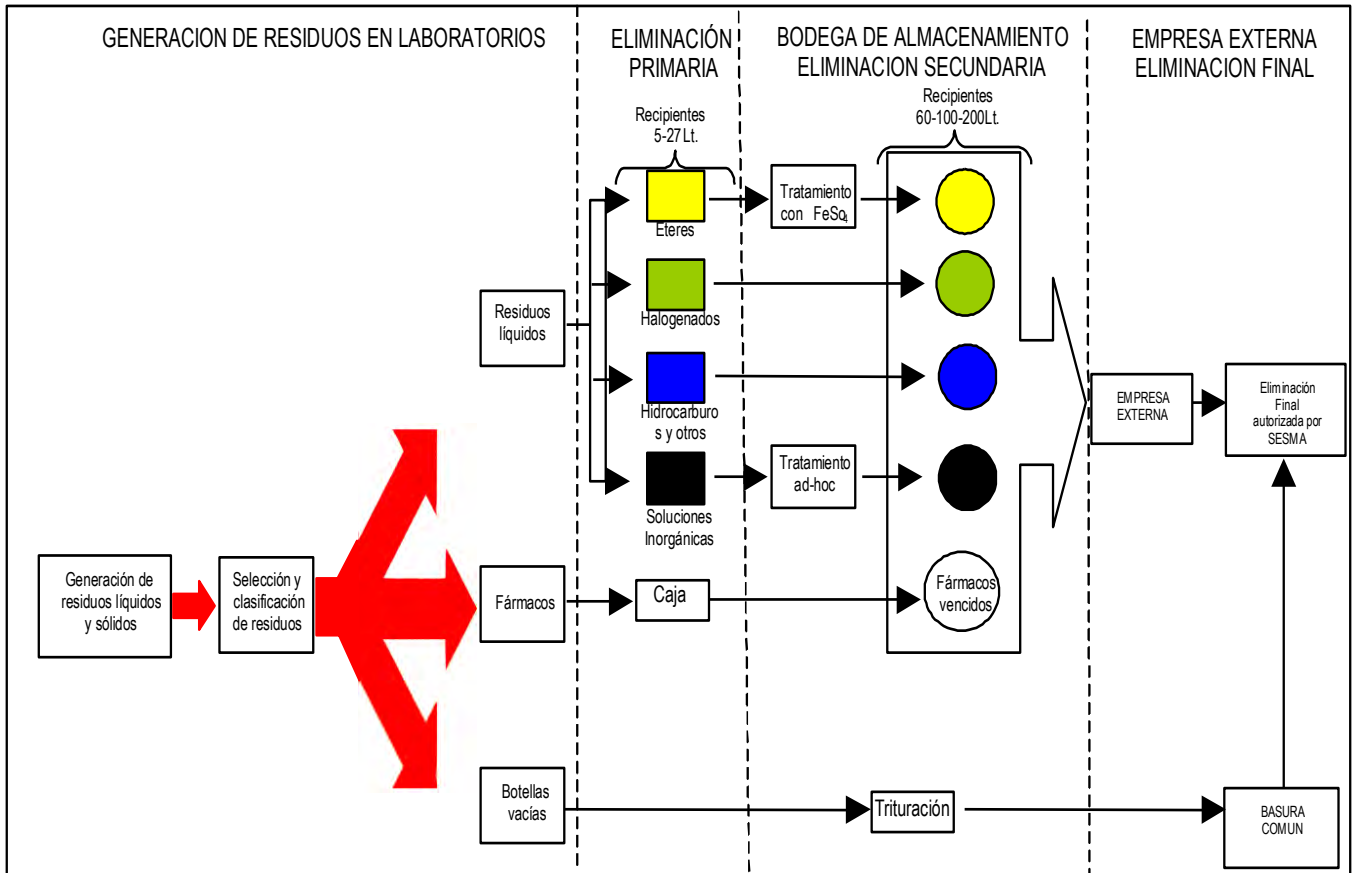 GENERACION DE RESIDUOS EN LABORATORIOS
ELIMINACIÓN
PRIMARIA
BODEGA DE ALMACENAMIENTO
ELIMINACION SECUNDARIA
EMPRESA EXTERNA
ELIMINACION FINAL
Recipientes
5-27 Lt.
Recipientes
60-100-200Lt.
Residuos
líquidos
Eteres
Tratamiento
con FeSo4
Halogenados
Hidrocarburo
s y otros
Soluciones
Inorgánicas
Tratamiento
ad-hoc
EMPRESA
EXTERNA
Eliminación
Final
autorizada por
SESMA
Generación de
residuos líquidos
y sólidos
Selección y
clasificación
de residuos
Fármacos
Caja
Fármacos
vencidos
Botellas
vacías
Trituración
BASURA
COMUN